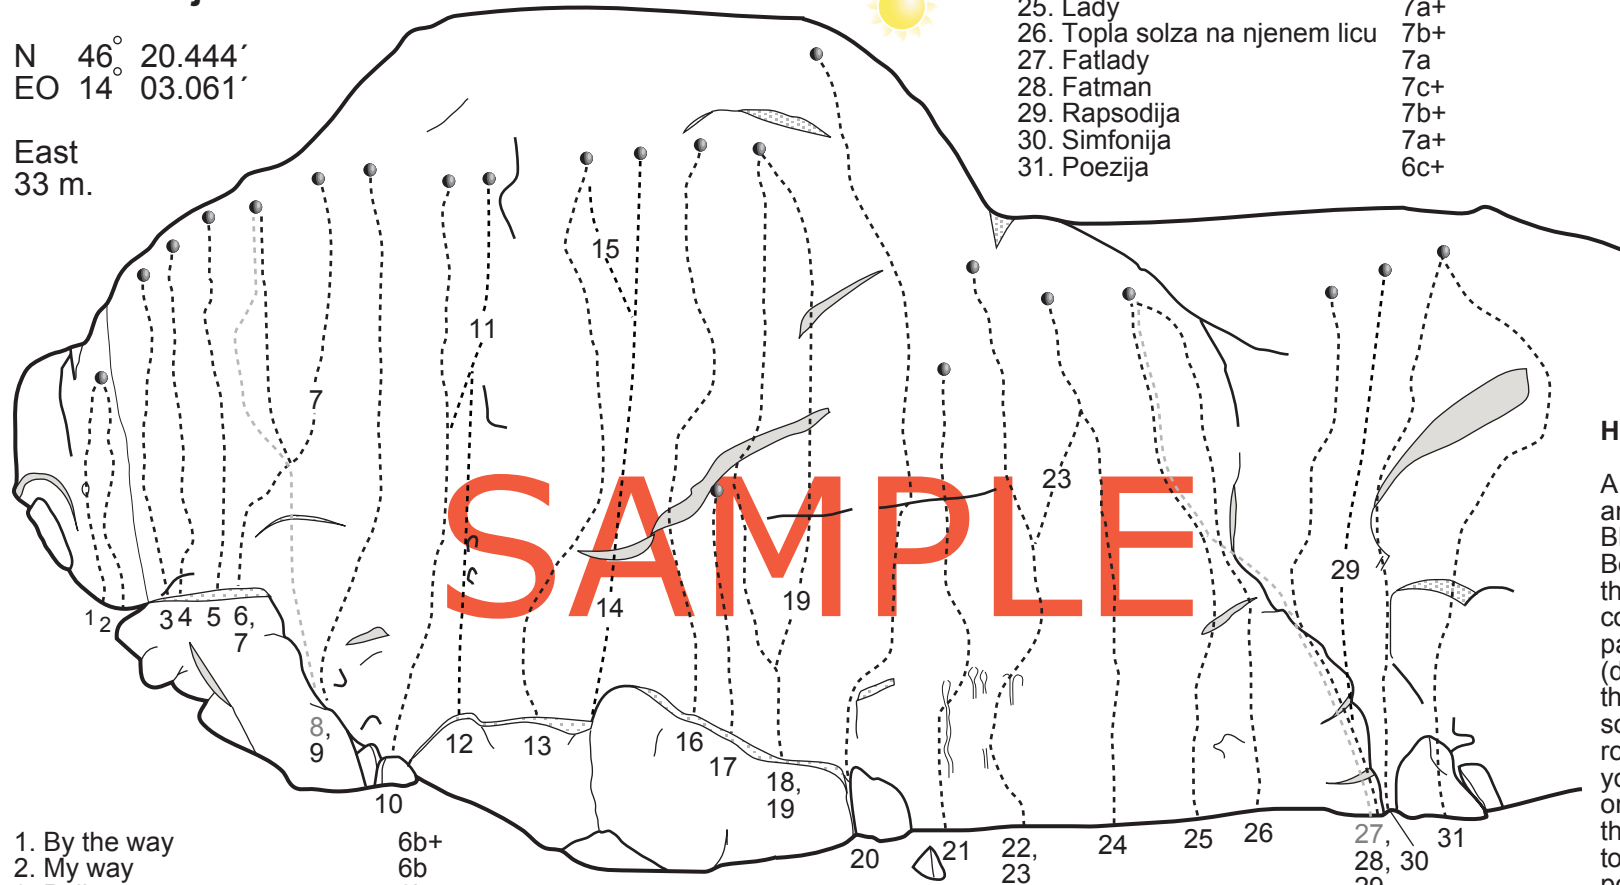 N 46° 20.444´
EO 14° 03.061´
East
33 m.
25. Lady 7a+
26. Topla solza na njenem licu 7b+
27. Fatlady 7a
28. Fatman 7c+
29. Rapsodija 7b+
30. Simfonija 7a+
31. Poezija 6c+
15
11
7
23
SAMPLE
29
14
19
1
2
3
4
5
6,
7
8,
9
10
12
13
16
17
18,
19
20
21
22,
23
24
25
26
27,
28,
30
31
29
1. By the way 6b+
2. My way 6b
H
A